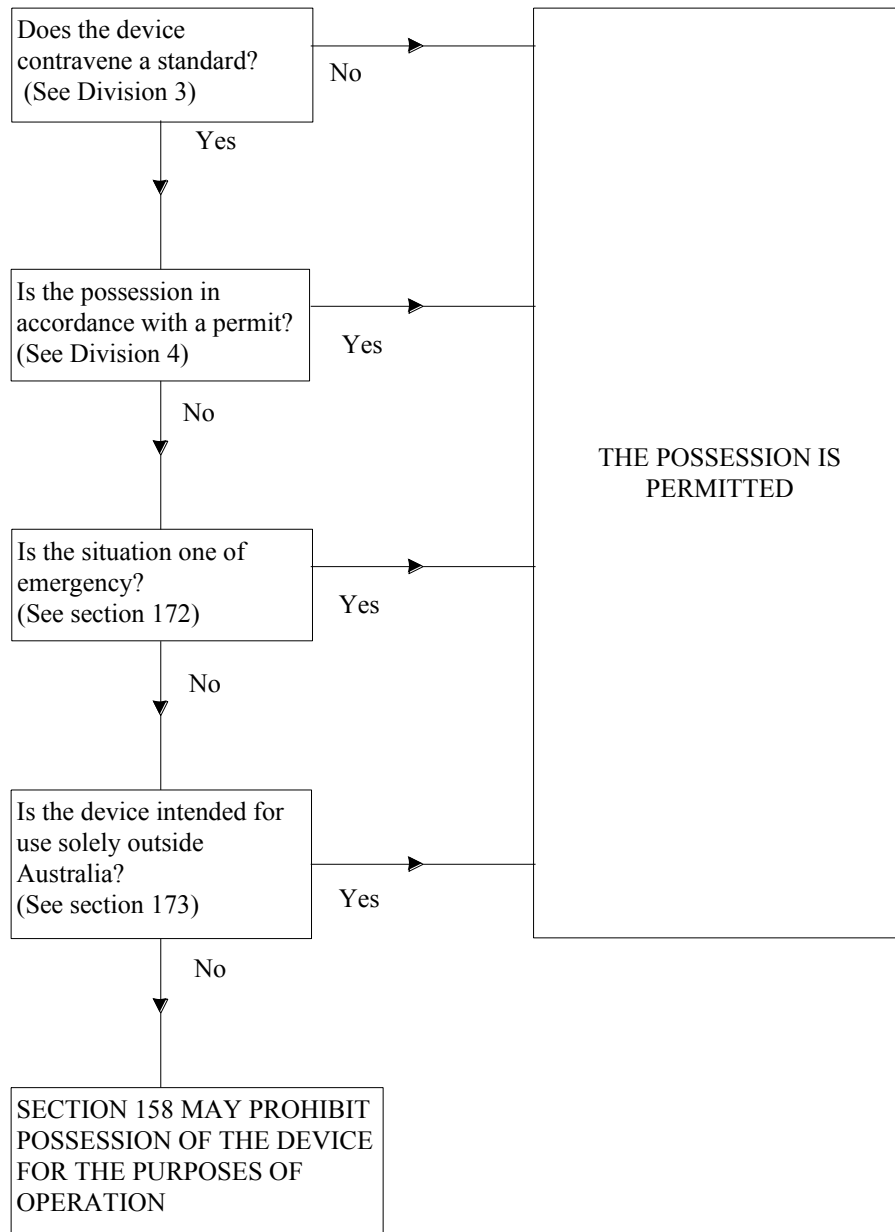 Does the device
contravene a standard?
(See Division 3)
No
Yes
Is the possession in
accordance with a permit?
(See Division 4)
Yes
No
THE POSSESSION IS
PERMITTED
Is the situation one of
emergency?
(See section 172)
Yes
No
Is the device intended for
use solely outside
Australia?
(See section 173)
Yes
No
SECTION 158 MAY PROHIBIT
POSSESSION OF THE DEVICE
FOR THE PURPOSES OF
OPERATION